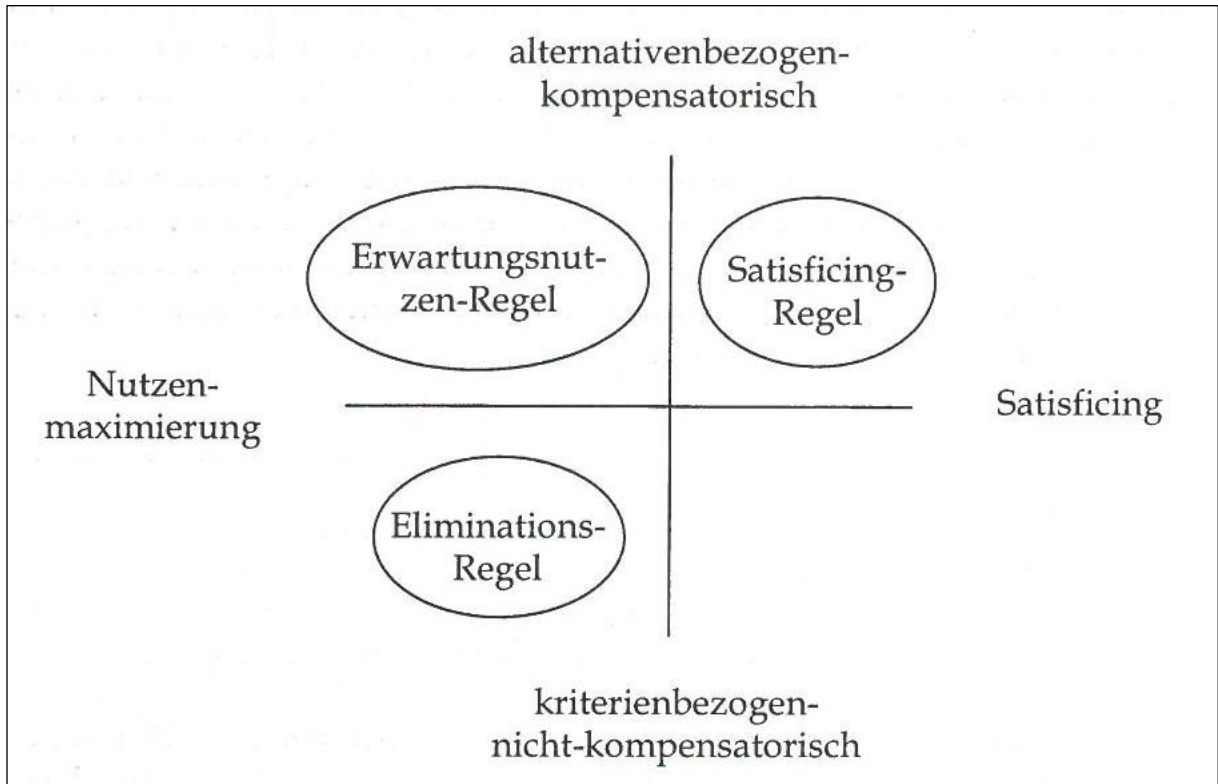 alternativenbezogen-
kompensatorisch
Erwartungsnut-
zen-Regel
Satisficing-
Regel
Nutzen-
maximierung
Satisficing
Eliminations-
Regel
kriterienbezogen-
nicht-kompensatorisch